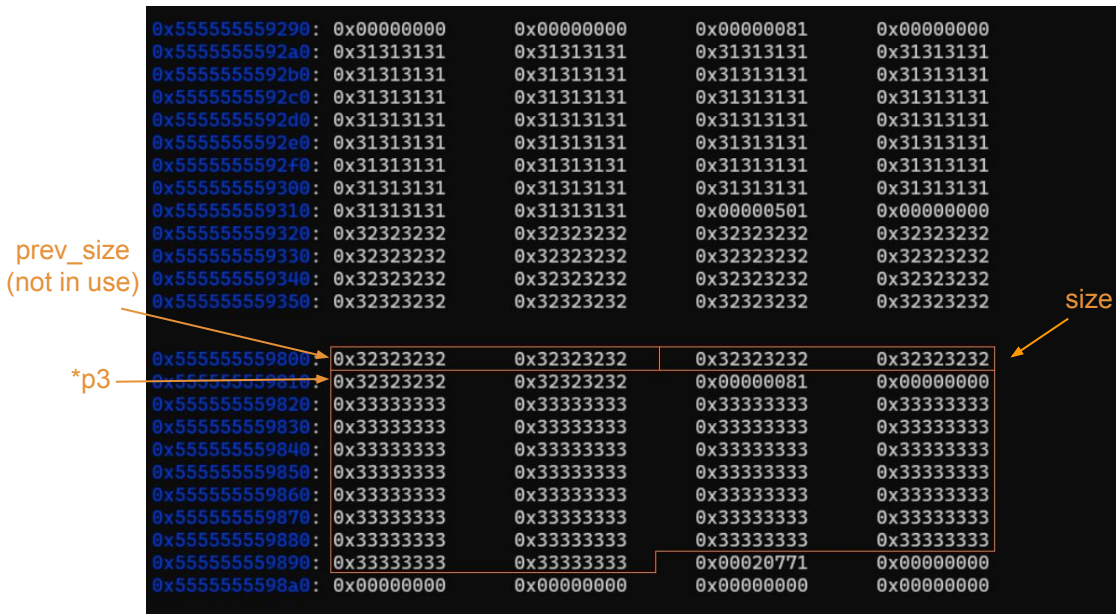 0x555555559290: 0x00000000 0x00000000 0x00000081 0x00000000
0x5555555592a0: 0x31313131 0x31313131 0x31313131 0x31313131
0x5555555592b0: 0x31313131 0x31313131 0x31313131 0x31313131
0x5555555592c0: 0x31313131 0x31313131 0x31313131 0x31313131
0x5555555592d0: 0x31313131 0x31313131 0x31313131 0x31313131
0x5555555592e0: 0x31313131 0x31313131 0x31313131 0x31313131
0x5555555592f0: 0x31313131 0x31313131 0x31313131 0x31313131
0x555555559300: 0x31313131 0x31313131 0x31313131 0x31313131
0x555555559310: 0x31313131 0x31313131 0x00000501 0x00000000
0x555555559320: 0x32323232 0x32323232 0x32323232 0x32323232
0x555555559330: 0x32323232 0x32323232 0x32323232 0x32323232
0x555555559340: 0x32323232 0x32323232 0x32323232 0x32323232
0x555555559350: 0x32323232 0x32323232 0x32323232 0x32323232
prev_size
(not in use)
size
0x555555559800: 0x32323232 0x32323232 0x32323232 0x32323232
*p3
0x555555559810: 0x32323232 0x32323232 0x00000081 0x00000000
0x555555559820: 0x33333333 0x33333333 0x33333333 0x33333333
0x555555559830: 0x33333333 0x33333333 0x33333333 0x33333333
0x555555559840: 0x33333333 0x33333333 0x33333333 0x33333333
0x555555559850: 0x33333333 0x33333333 0x33333333 0x33333333
0x555555559860: 0x33333333 0x33333333 0x33333333 0x33333333
0x555555559870: 0x33333333 0x33333333 0x33333333 0x33333333
0x555555559880: 0x33333333 0x33333333 0x33333333 0x33333333
0x555555559890: 0x33333333 0x33333333 0x00020771 0x00000000
0x5555555598a0: 0x00000000 0x00000000 0x00000000 0x00000000